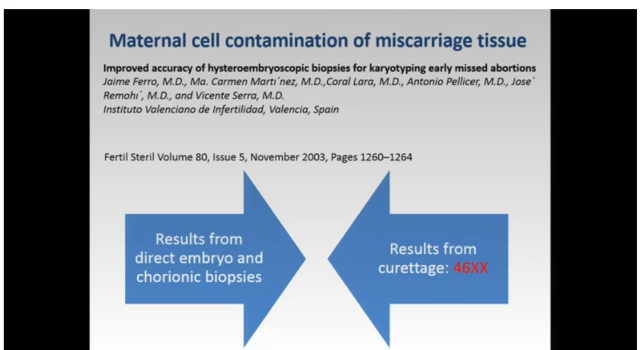 Maternal cell contamination of miscarriage tissue
Improved accuracy of hysteroembryoscopic biopsies for karyotyping early missed abortions
Jaime Ferro, M.D., Ma. Carmen Martı´nez, M.D.,Coral Lara, M.D., Antonio Pellicer, M.D., Jose´
Remohı´, M.D., and Vicente Serra, M.D.
Instituto Valenciano de Infertilidad, Valencia, Spain
Fertil Steril Volume 80, Issue 5, November 2003, Pages 1260–1264
Results from
direct embryo and
chorionic biopsies
Results from
curettage: 46XX